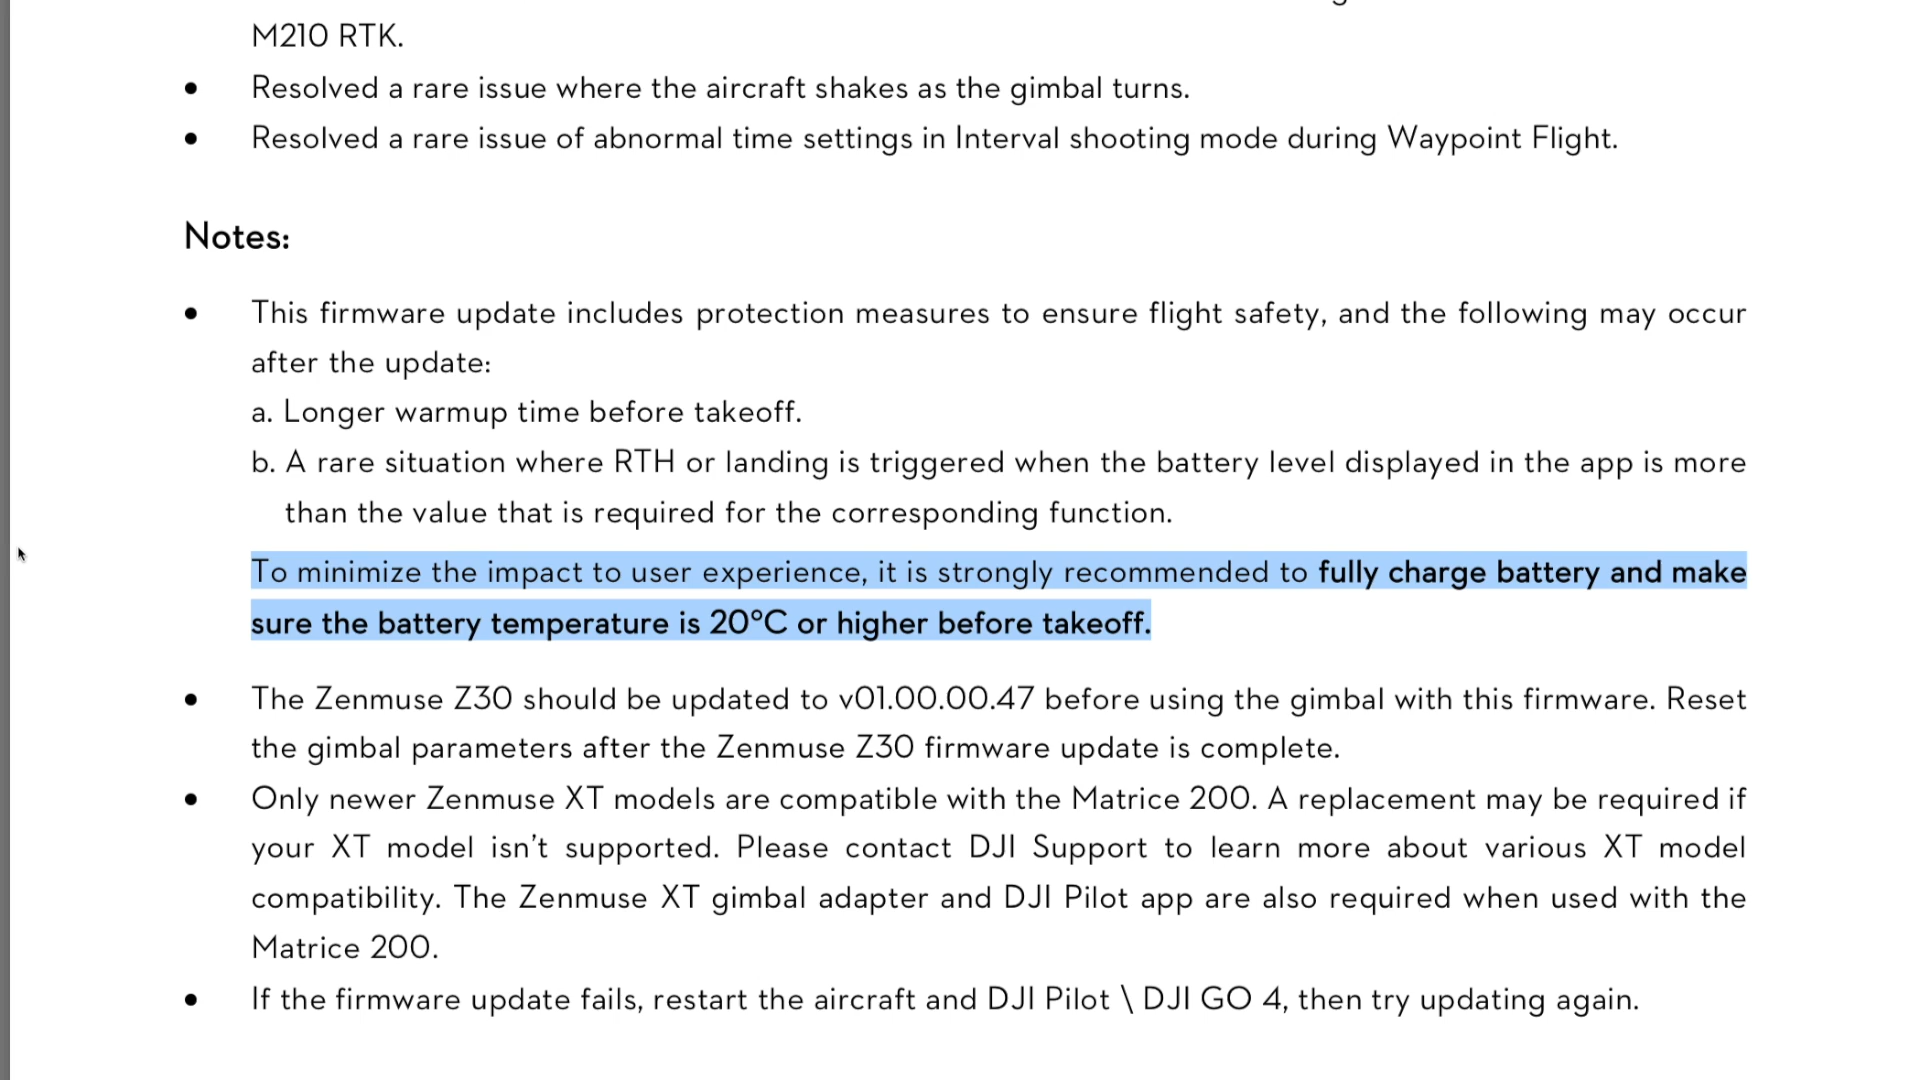 M210 RTK.
• Resolved a rare issue where the aircraft shakes as the gimbal turns.
• Resolved a rare issue of abnormal time settings in Interval shooting mode during Waypoint Flight.
Notes:
• This firmware update includes protection measures to ensure flight safety, and the following may occur
after the update:
a. Longer warmup time before takeoff.
b. A rare situation where RTH or landing is triggered when the battery level displayed in the app is more
than the value that is required for the corresponding function.
To minimize the impact to user experience, it is strongly recommended to fully charge battery and make
sure the battery temperature is 20°C or higher before takeoff.
• The Zenmuse Z30 should be updated to v01.00.00.47 before using the gimbal with this firmware. Reset
the gimbal parameters after the Zenmuse Z30 firmware update is complete.
• Only newer Zenmuse XT models are compatible with the Matrice 200. A replacement may be required if
your XT model isn't supported. Please contact DJI Support to learn more about various XT model
compatibility. The Zenmuse XT gimbal adapter and DJI Pilot app are also required when used with the
Matrice 200.
• If the firmware update fails, restart the aircraft and DJI Pilot \ DJI GO 4, then try updating again.